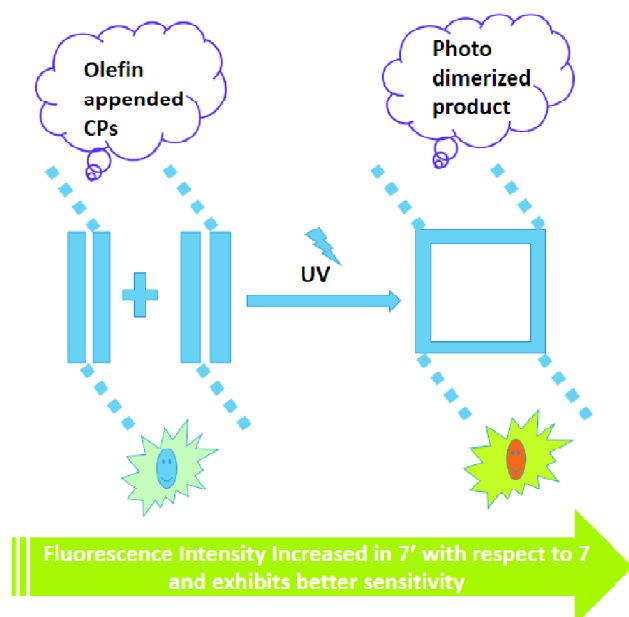 Olefin
appended
CPs
Photo
dimerized
product
UV
Fluorescence Intensity Increased in 7′ with respect to 7
and exhibits better sensitivity